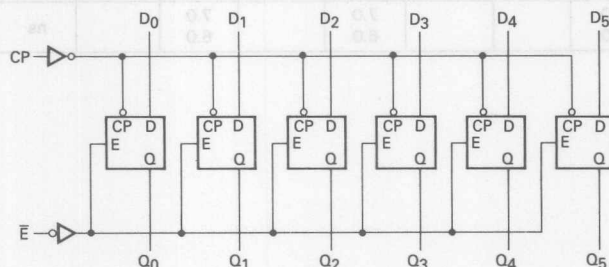 D0 D1 D2 D3 D4 D5
CP
CP D CP D CP D CP D CP D CP D
E E E E E E
Q Q Q Q Q Q
E̅
Q0 Q1 Q2 Q3 Q4 Q5